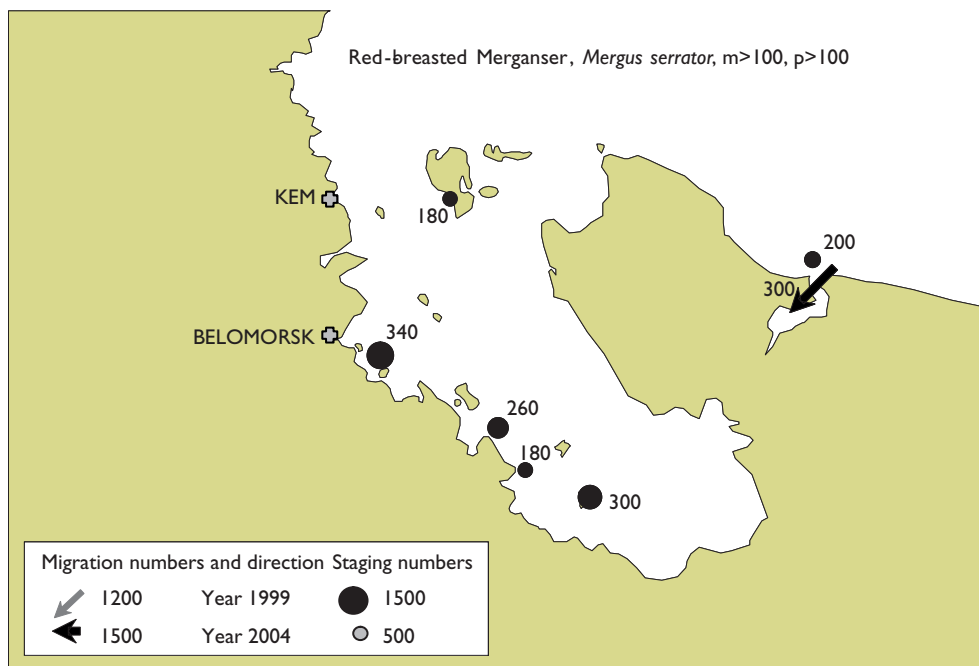 Red-breasted Merganser, Mergus serrator, m>100, p>100
KEM
180
200
300
BELOMORSK
340
260
180
300
Migration numbers and direction Staging numbers
1200 Year 1999 1500
1500 Year 2004 500